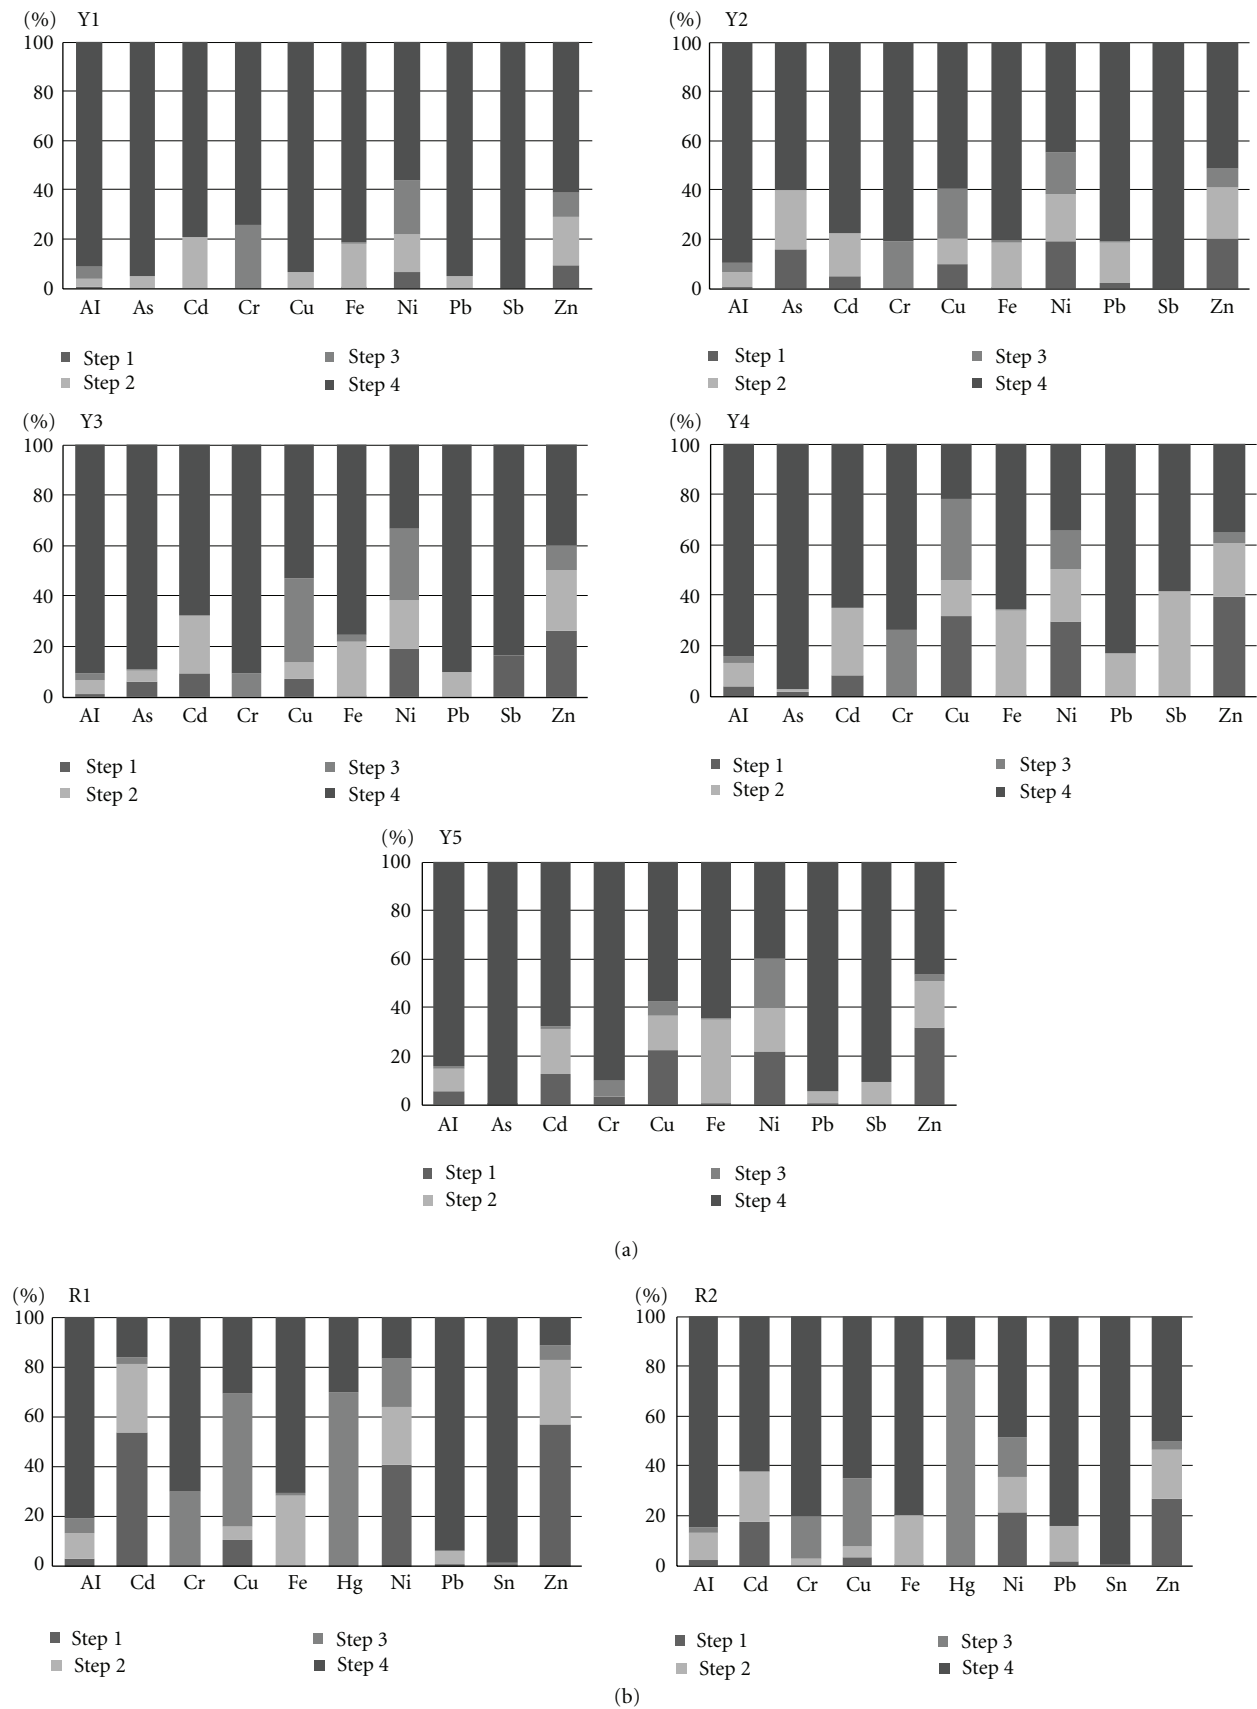 (%) Y1
100
80
60
40
20
0
AI As Cd Cr Cu Fe Ni Pb Sb Zn
Step 1 Step 3
Step 2 Step 4
(%) Y2
100
80
60
40
20
0
AI As Cd Cr Cu Fe Ni Pb Sb Zn
Step 1 Step 3
Step 2 Step 4
(%) Y3
100
80
60
40
20
0
AI As Cd Cr Cu Fe Ni Pb Sb Zn
Step 1 Step 3
Step 2 Step 4
(%) Y4
100
80
60
40
20
0
AI As Cd Cr Cu Fe Ni Pb Sb Zn
Step 1 Step 3
Step 2 Step 4
(%) Y5
100
80
60
40
20
0
AI As Cd Cr Cu Fe Ni Pb Sb Zn
Step 1 Step 3
Step 2 Step 4
(a)
(%) R1
100
80
60
40
20
0
AI Cd Cr Cu Fe Hg Ni Pb Sn Zn
Step 1 Step 3
Step 2 Step 4
(%) R2
100
80
60
40
20
0
AI Cd Cr Cu Fe Hg Ni Pb Sn Zn
Step 1 Step 3
Step 2 Step 4
(b)